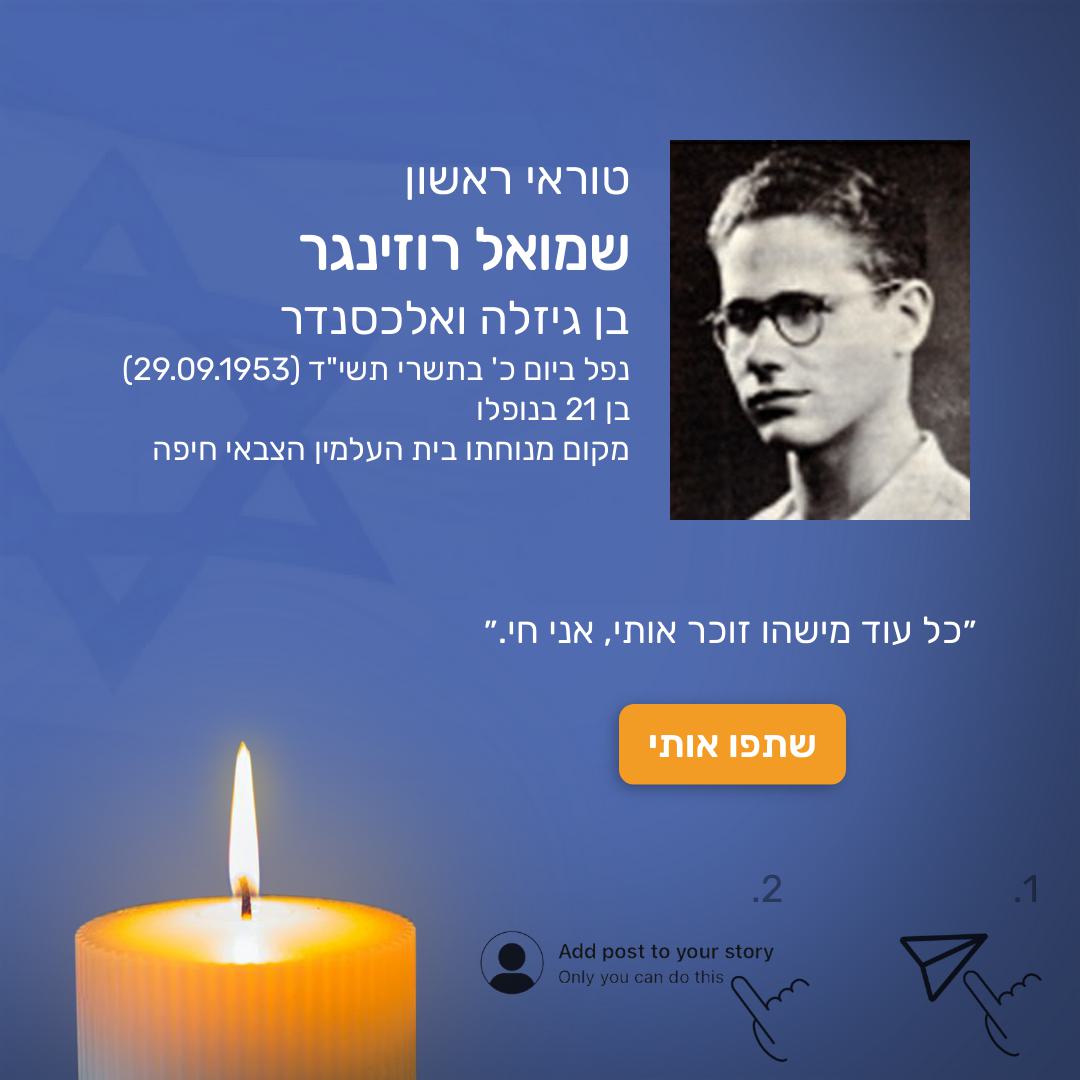 טוראי ראשון
שמואל רוזינגר
בן גיזלה ואלכסנדר
נפל ביום כ' בתשרי תשי"ד (29.09.1953)
בן 21 בנופלו
מקום מנוחתו בית העלמין הצבאי חיפה
״כל עוד מישהו זוכר אותי, אני חי.״
שתפו אותי
1.
2.
Add post to your story
Only you can do this